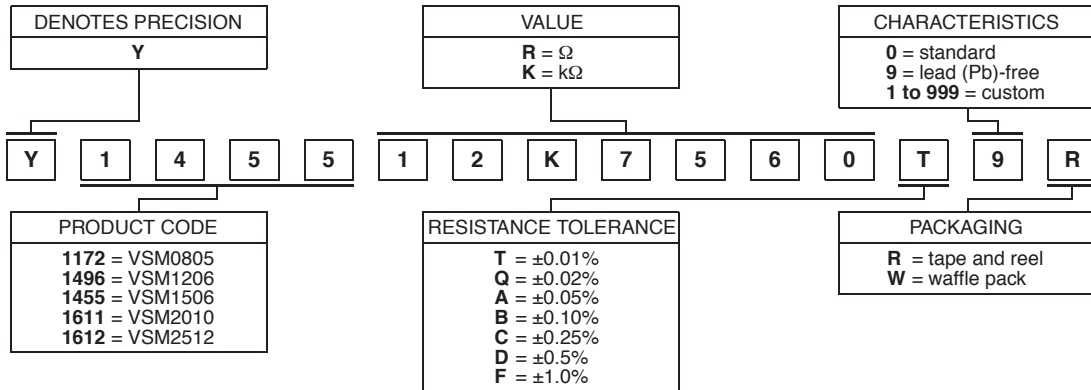 DENOTES PRECISION
Y
VALUE
R = Ω
K = kΩ
CHARACTERISTICS
0 = standard
9 = lead (Pb)-free
1 to 999 = custom
Y 1 4 5 5 1 2 K 7 5 6 0 T 9 R
PRODUCT CODE
1172 = VSM0805
1496 = VSM1206
1455 = VSM1506
1611 = VSM2010
1612 = VSM2512
RESISTANCE TOLERANCE
T = ±0.01%
Q = ±0.02%
A = ±0.05%
B = ±0.10%
C = ±0.25%
D = ±0.5%
F = ±1.0%
PACKAGING
R = tape and reel
W = waffle pack